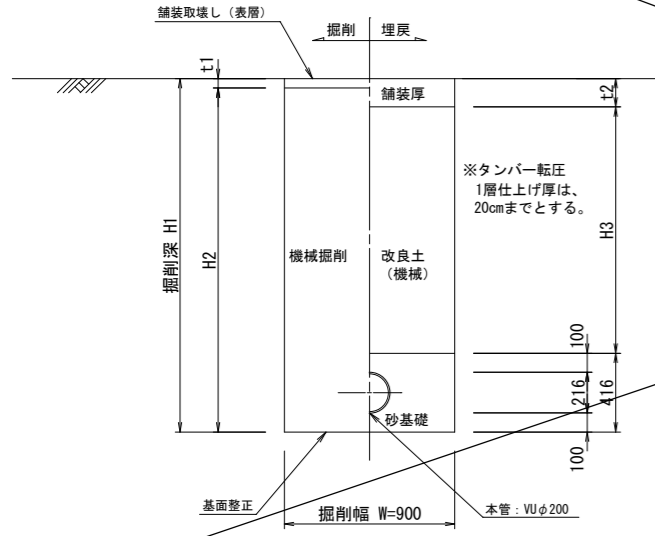 舗装取壊し（表層）
掘削 埋戻
t1
t2
舗装厚
※タンパー転圧
1層仕上げ厚は、
20cmまでとする。
掘削深 H1
H2
H3
機械掘削
改良土
（機械）
100
216
416
100
砂基礎
基面整正
掘削幅 W=900
本管：VUφ200